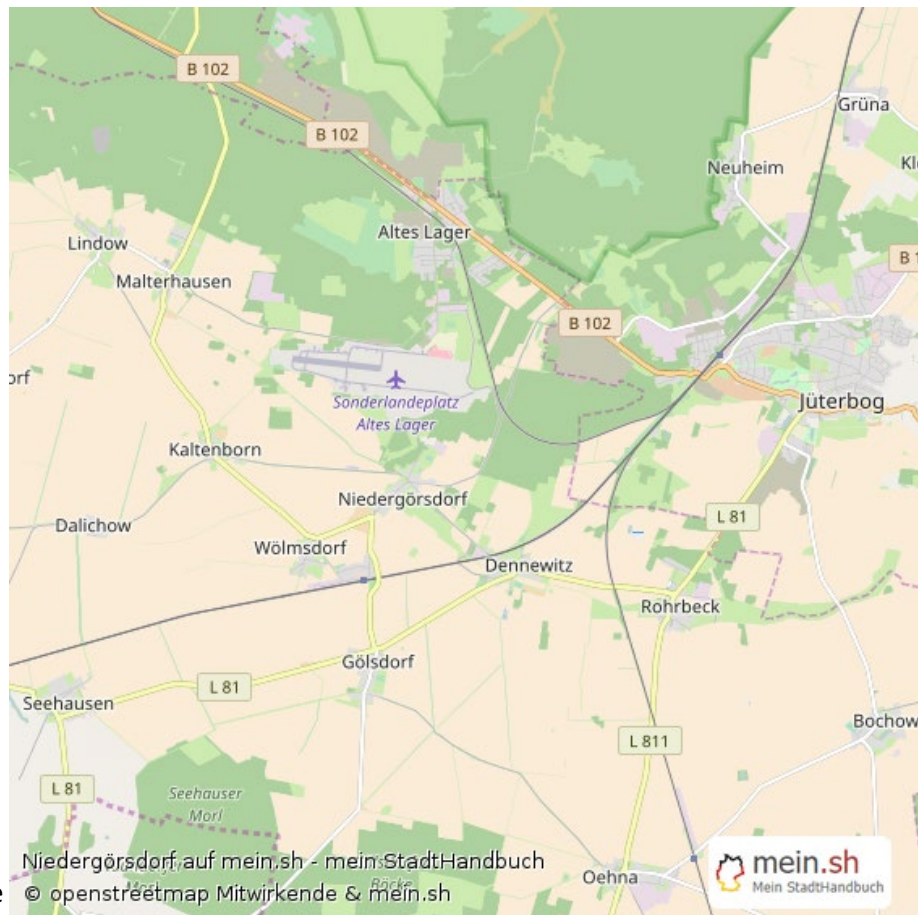 B 102
Grüna
B 102
Neuheim
Lindow
Altes Lager
Malterhausen
B 102
Sonderlandeplatz
Altes Lager
Jüterbog
Kaltenborn
Niedergörsdorf
L 81
Dalichow
Wölmsdorf
Dennewitz
Rohrbeck
Gölsdorf
L 81
Seehausen
Bochow
L 811
L 81
Seehauser
Morl
Niedergörsdorf auf mein.sh - mein StadtHandbuch
mein.sh
Mein StadtHandbuch
Oehna
© openstreetmap Mitwirkende & mein.sh